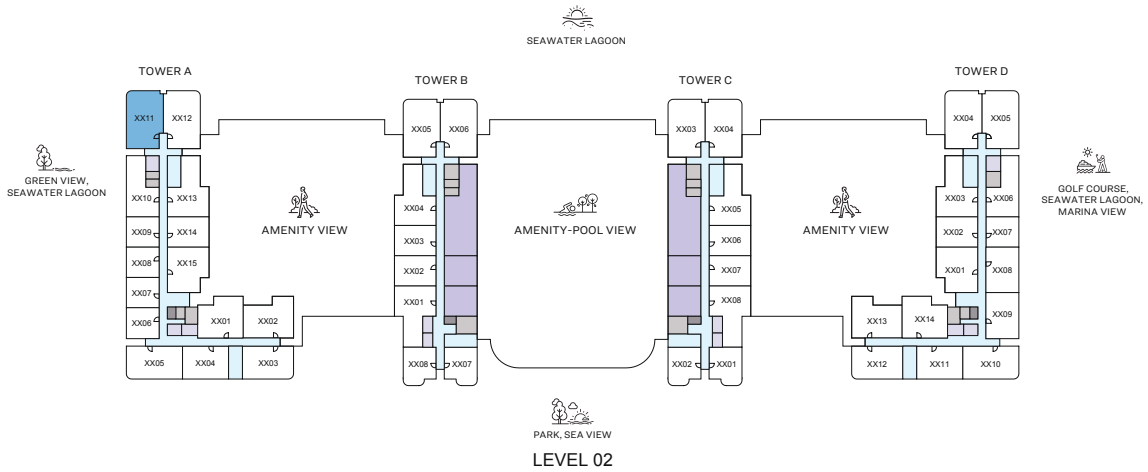 SEAWATER LAGOON
TOWER A
TOWER B
TOWER C
TOWER D
XX11
XX12
XX05
XX06
XX03
XX04
XX04
XX05
GREEN VIEW,
SEAWATER LAGOON
GOLF COURSE,
SEAWATER LAGOON,
MARINA VIEW
XX10
XX13
XX04
XX05
XX03
XX06
AMENITY VIEW
AMENITY-POOL VIEW
AMENITY VIEW
XX09
XX14
XX03
XX06
XX02
XX07
XX08
XX15
XX02
XX07
XX01
XX08
XX07
XX01
XX08
XX06
XX01
XX02
XX13
XX14
XX09
XX05
XX04
XX03
XX08
XX07
XX02
XX01
XX12
XX11
XX10
PARK, SEA VIEW
LEVEL 02